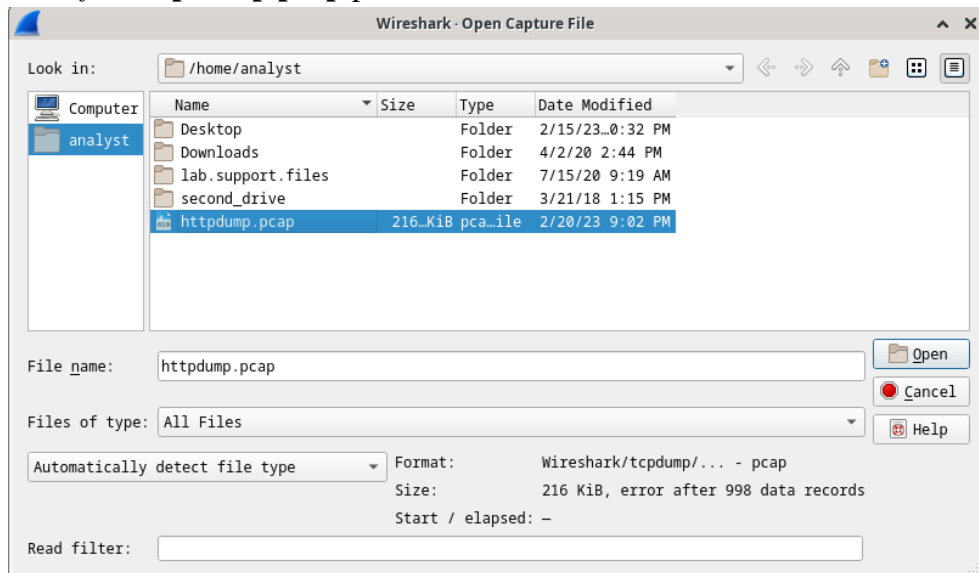 Wireshark · Open Capture File
Look in: /home/analyst
Computer
analyst
Name Size Type Date Modified
Desktop Folder 2/15/23…0:32 PM
Downloads Folder 4/2/20 2:44 PM
lab.support.files Folder 7/15/20 9:19 AM
second_drive Folder 3/21/18 1:15 PM
httpdump.pcap 216…KiB pca…ile 2/20/23 9:02 PM
File name: httpdump.pcap
Open
Cancel
Files of type: All Files
Help
Automatically detect file type
Format: Wireshark/tcpdump/... - pcap
Size: 216 KiB, error after 998 data records
Start / elapsed: —
Read filter: